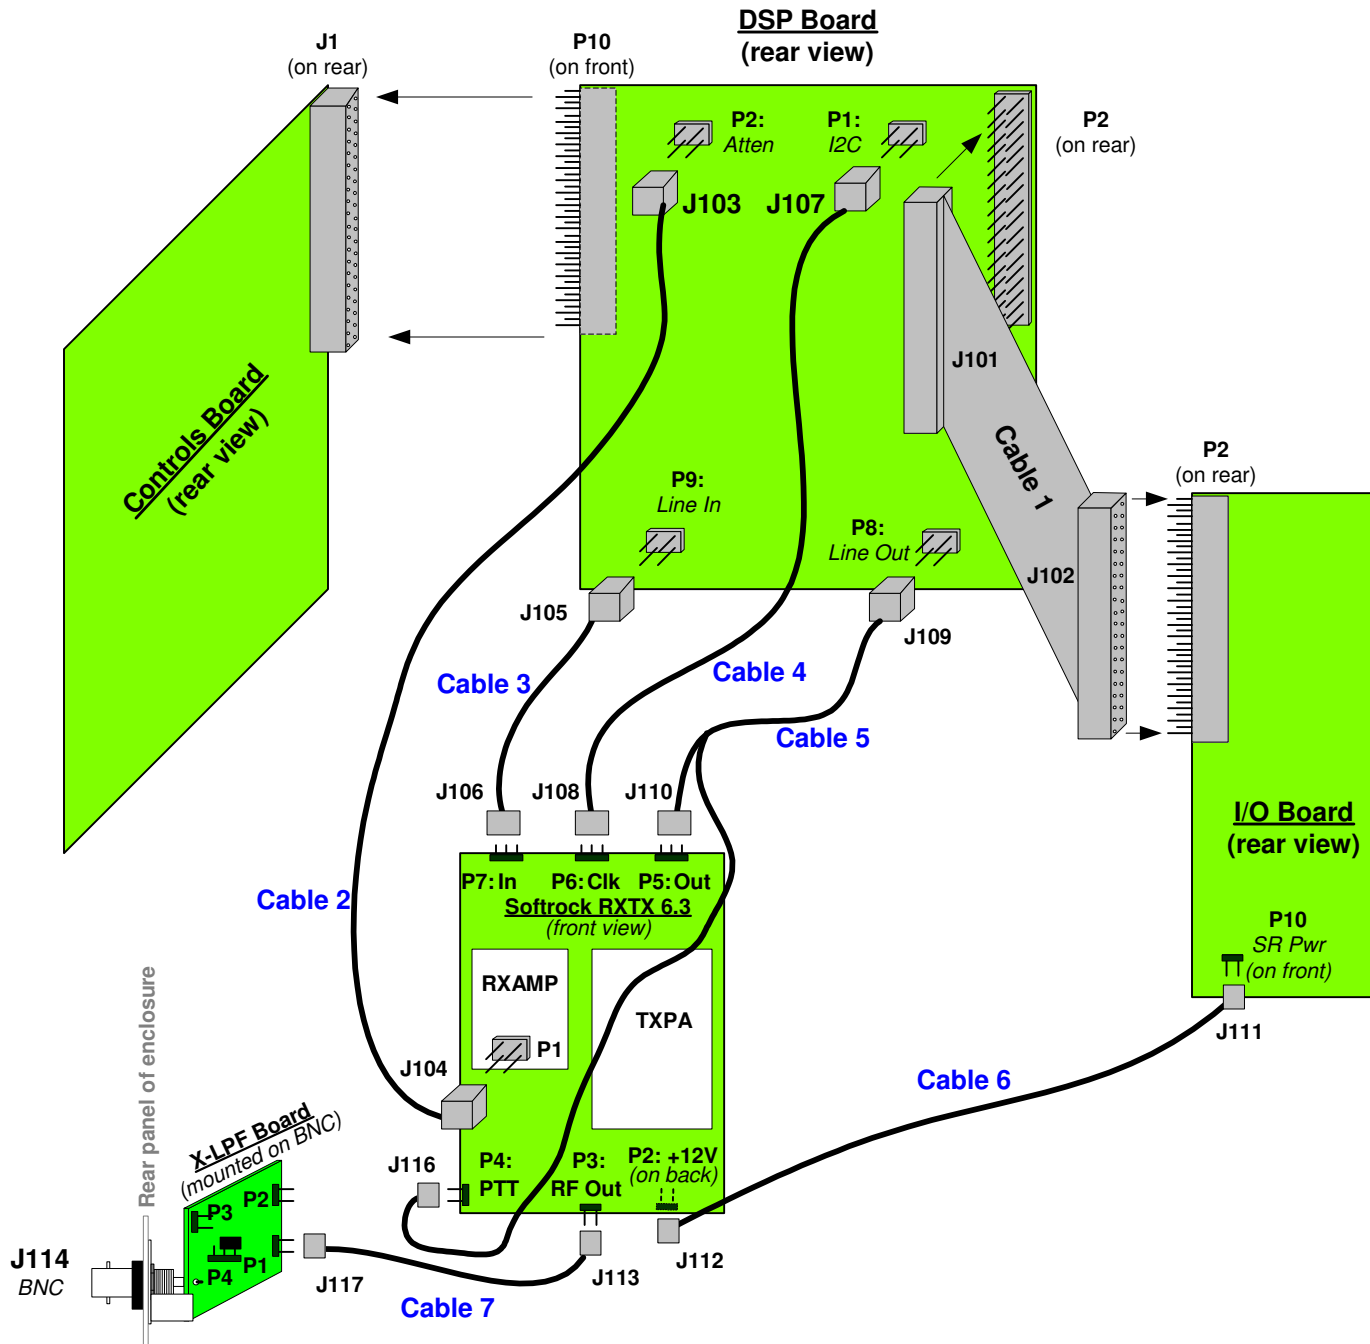 DSP Board
(rear view)
J1
(on rear)
P10
(on front)
P2:
Atten
P1:
I2C
P2
(on rear)
J103
J107
J101
Controls Board
(rear view)
Cable 1
P2
(on rear)
P9:
Line In
P8:
Line Out
J102
J105
J109
Cable 3
Cable 4
Cable 5
J106
J108
J110
I/O Board
(rear view)
P7: In
P6: Clk
P5: Out
Cable 2
Softrock RXTX 6.3
(front view)
P10
SR Pwr
(on front)
RXAMP
TXPA
P1
J111
J104
Cable 6
Rear panel of enclosure
X-LPF Board
(mounted on BNC)
J116
P4:
PTT
P3:
RF Out
P2: +12V
(on back)
P2
P3
P1
P4
J114
BNC
J117
J113
J112
Cable 7